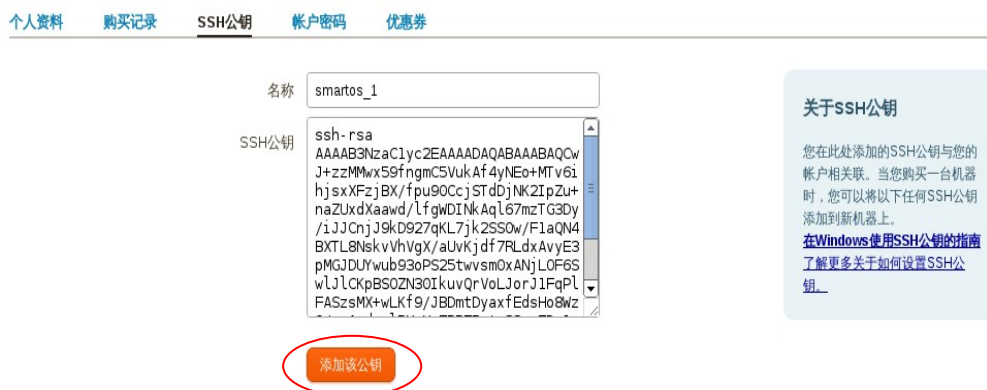 个人资料 购买记录 SSH公钥 帐户密码 优惠券
名称 smartos_1
SSH公钥
ssh-rsa
AAAAB3NzaC1yc2EAAAADAQABAAABAQCw
J+zzMMwx59fngmC5VukAf4yNEo+MTv6i
hjsxXFzjBX/fpu9OCcjSTdDjNK2IpZu+
naZUxdXaawd/lfgWDINkAql67mzTG3Dy
/iJJCnjJ9kD927qKL7jk2SSOw/FlaQN4
BXTL8NskvVhVgX/aUvKjdf7RLdxAvyE3
pMGJDUYwub93oPS25twvsmOxANjLOF6S
wlJlCKpBSOZN3OIkuvQrVoLJorJ1FqPl
FASzsMX+wLKf9/JBDmtDyaxfEdsHo8Wz
添加该公钥
关于SSH公钥
您在此处添加的SSH公钥与您的
帐户相关联。当您购买一台机器
时，您可以将以下任何SSH公钥
添加到新机器上。
在Windows使用SSH公钥的指南
了解更多关于如何设置SSH公
钥。